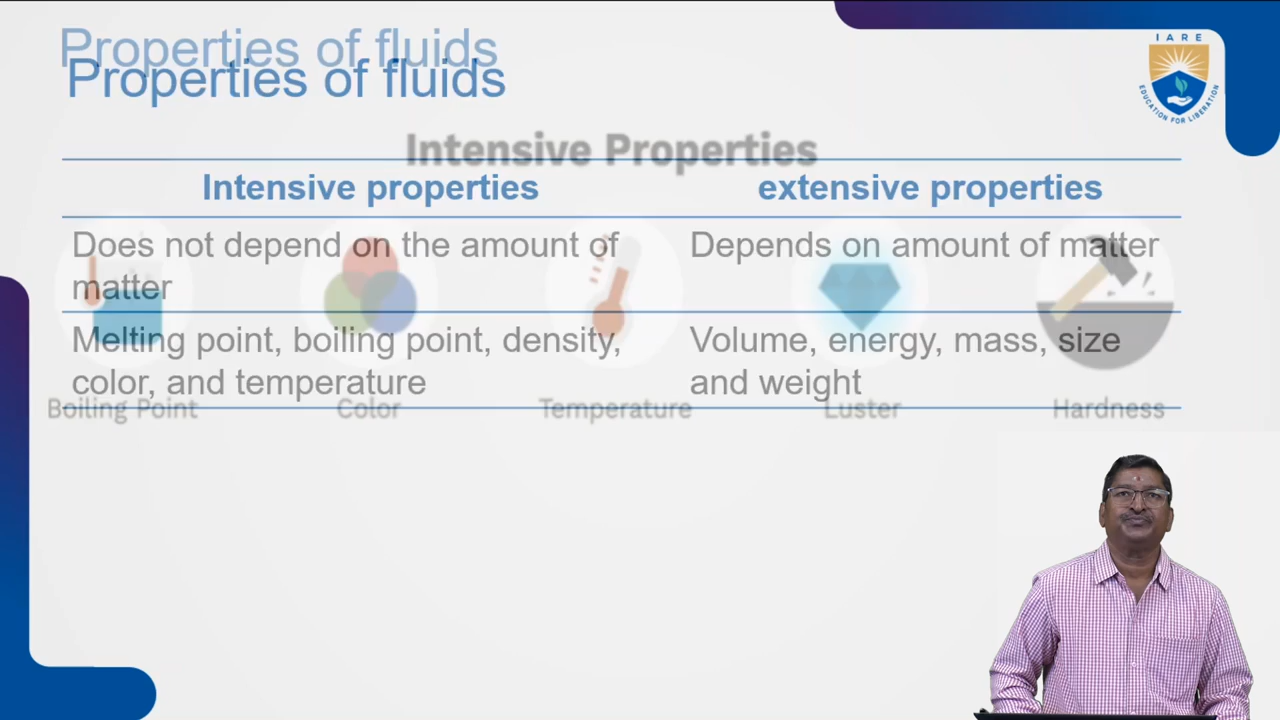 Properties of fluids
Properties of fluids
IARE
EDUCATION FOR LIBERATION
Intensive Properties
Intensive properties
extensive properties
Does not depend on the amount of
matter
Depends on amount of matter
Melting point, boiling point, density,
color, and temperature
Volume, energy, mass, size
and weight
Boiling Point
Color
Temperature
Luster
Hardness